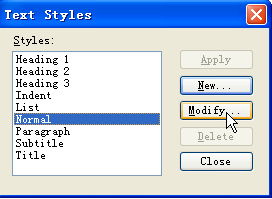 Text Styles
Styles:
Heading 1
Heading 2
Heading 3
Indent
List
Normal
Paragraph
Subtitle
Title
Apply
New...
Modify...
Delete
Close